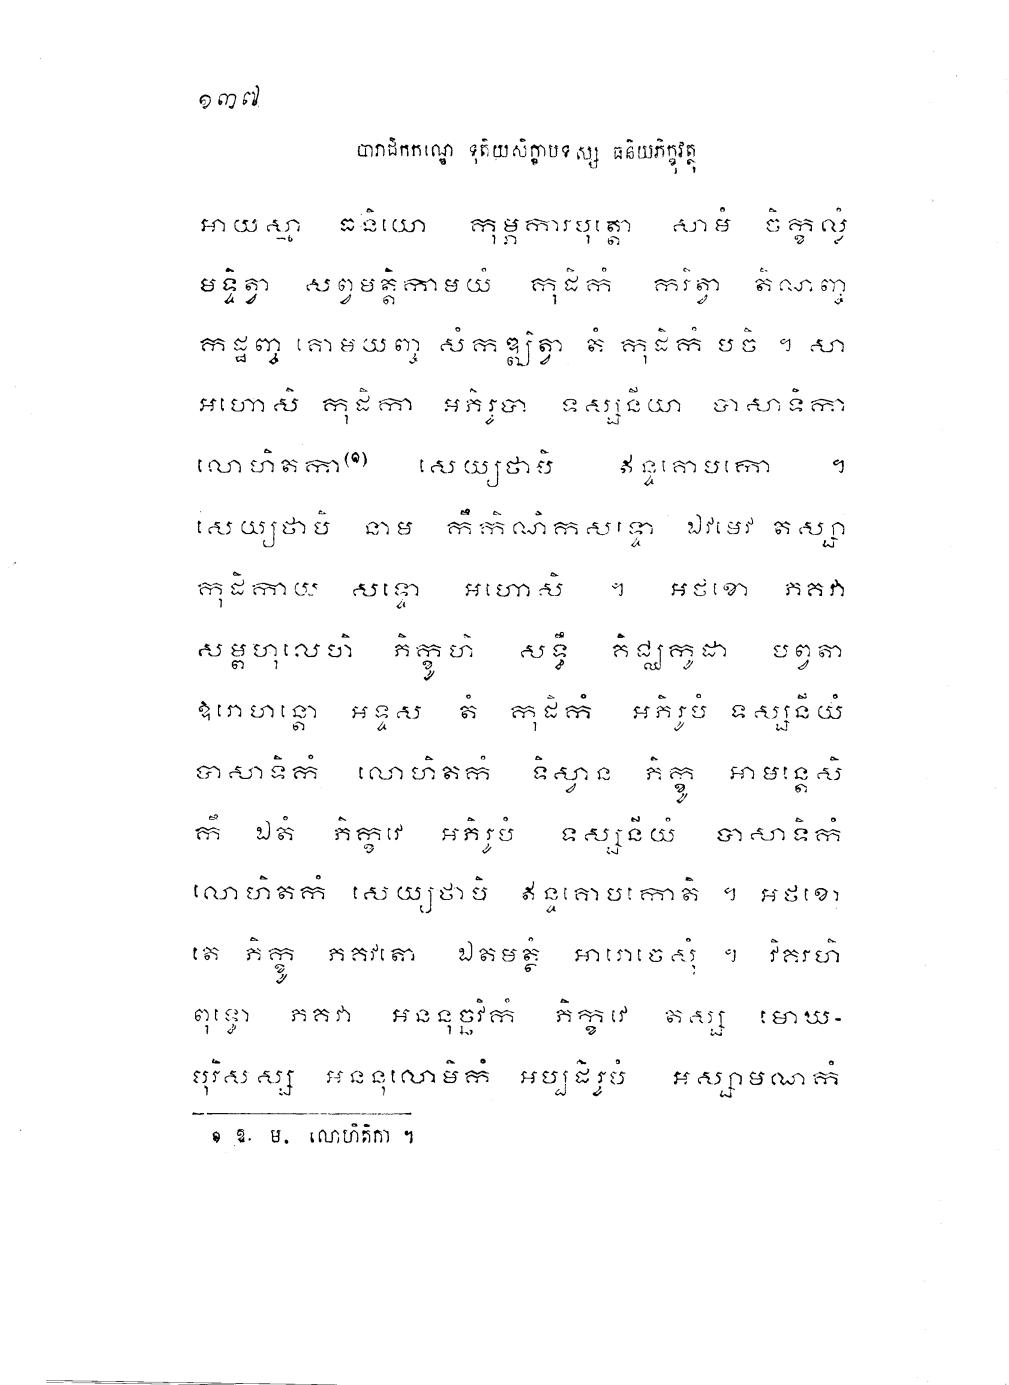 ១៣៧
បារាជិកកណ្ឌេ ទុតិយសិក្ខាបទស្ស ធនិយភិក្ខុវត្ថុ
អាយស្មា ធនិយោ កុម្ភការបុត្តោ សាមំ ចិក្ខល្លំ
មទ្ទិត្វា សព្វមត្តិកាមយំ កុដិកំ ករិត្វា តិណញ្ច
កដ្ឋញ្ច គោមយញ្ច សំកឌ្ឍិត្វា តំ កុដិកំ បចិ ។ សា
អហោសិ កុដិកា អភិរូបា ទស្សនីយា បាសាទិកា
លោហិតកា(១) សេយ្យថាបិ ឥន្ទគោបកោ ។
សេយ្យថាបិ នាម កឹកិណិកសទ្ទោ ឯវមេវ តស្សា
កុដិកាយ សទ្ទោ អហោសិ ។ អថខោ ភគវា
សម្ពហុលេហិ ភិក្ខូហិ សទ្ធឹ គិជ្ឈកូដា បព្វតា
ឱរោហន្តោ អទ្ទស តំ កុដិកំ អភិរូបំ ទស្សនីយំ
បាសាទិកំ លោហិតកំ ទិស្វាន ភិក្ខូ អាមន្តេសិ
កឹ ឯតំ ភិក្ខវេ អភិរូបំ ទស្សនីយំ បាសាទិកំ
លោហិតកំ សេយ្យថាបិ ឥន្ទគោបកោតិ ។ អថខោ
តេ ភិក្ខូ ភគវតោ ឯតមត្ថំ អារោចេសុំ ។ វិគរហិ
ពុទ្ធោ ភគវា អននុច្ឆវិកំ ភិក្ខវេ តស្ស មោឃ-
បុរិសស្ស អននុលោមិកំ អប្បដិរូបំ អស្សាមណកំ
១ ឱ. ម. លោហិតិកា ។